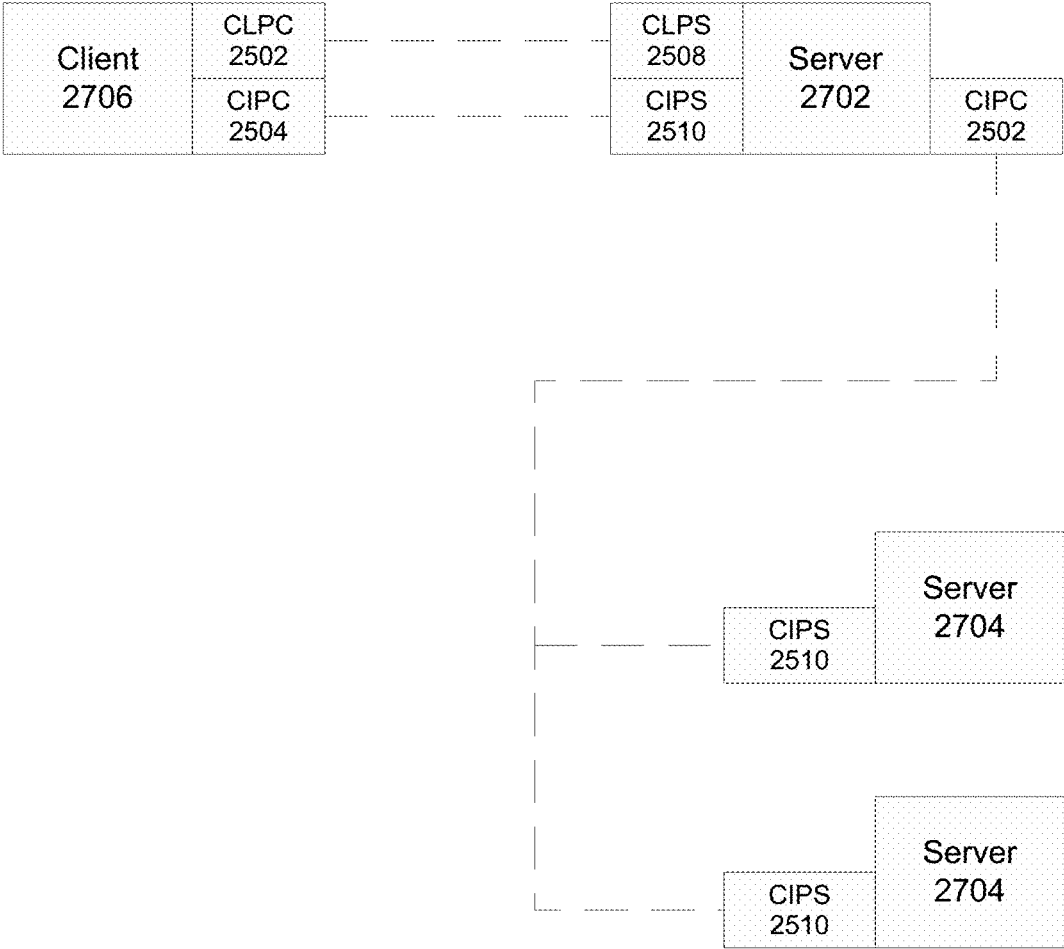 Client
2706
CLPC
2502
CIPC
2504
CLPS
2508
CIPS
2510
Server
2702
CIPC
2502
Server
2704
CIPS
2510
Server
2704
CIPS
2510